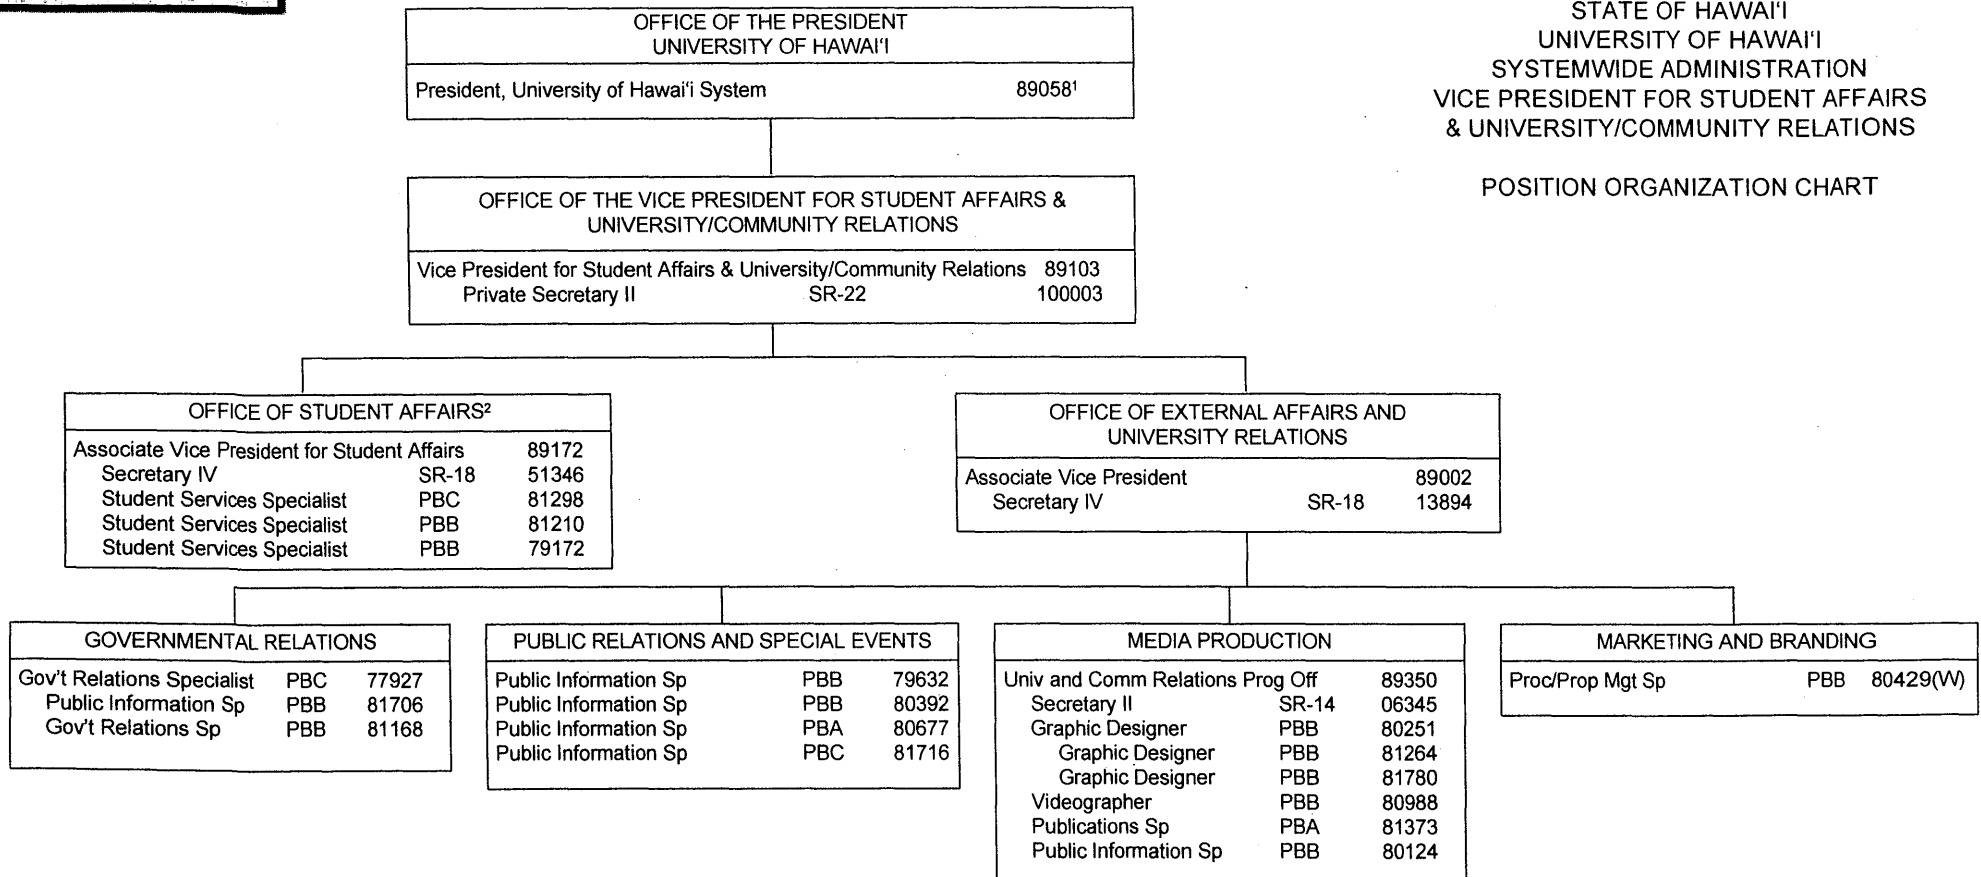 STATE OF HAWAIʻI
UNIVERSITY OF HAWAIʻI
SYSTEMWIDE ADMINISTRATION
VICE PRESIDENT FOR STUDENT AFFAIRS
& UNIVERSITY/COMMUNITY RELATIONS
POSITION ORGANIZATION CHART
OFFICE OF THE PRESIDENT
UNIVERSITY OF HAWAIʻI
President, University of Hawaiʻi System 89058¹
OFFICE OF THE VICE PRESIDENT FOR STUDENT AFFAIRS &
UNIVERSITY/COMMUNITY RELATIONS
Vice President for Student Affairs & University/Community Relations 89103
Private Secretary II SR-22 100003
OFFICE OF STUDENT AFFAIRS²
Associate Vice President for Student Affairs 89172
Secretary IV SR-18 51346
Student Services Specialist PBC 81298
Student Services Specialist PBB 81210
Student Services Specialist PBB 79172
OFFICE OF EXTERNAL AFFAIRS AND
UNIVERSITY RELATIONS
Associate Vice President 89002
Secretary IV SR-18 13894
GOVERNMENTAL RELATIONS
Gov't Relations Specialist PBC 77927
Public Information Sp PBB 81706
Gov't Relations Sp PBB 81168
PUBLIC RELATIONS AND SPECIAL EVENTS
Public Information Sp PBB 79632
Public Information Sp PBB 80392
Public Information Sp PBA 80677
Public Information Sp PBC 81716
MEDIA PRODUCTION
Univ and Comm Relations Prog Off 89350
Secretary II SR-14 06345
Graphic Designer PBB 80251
Graphic Designer PBB 81264
Graphic Designer PBB 81780
Videographer PBB 80988
Publications Sp PBA 81373
Public Information Sp PBB 80124
MARKETING AND BRANDING
Proc/Prop Mgt Sp PBB 80429(W)